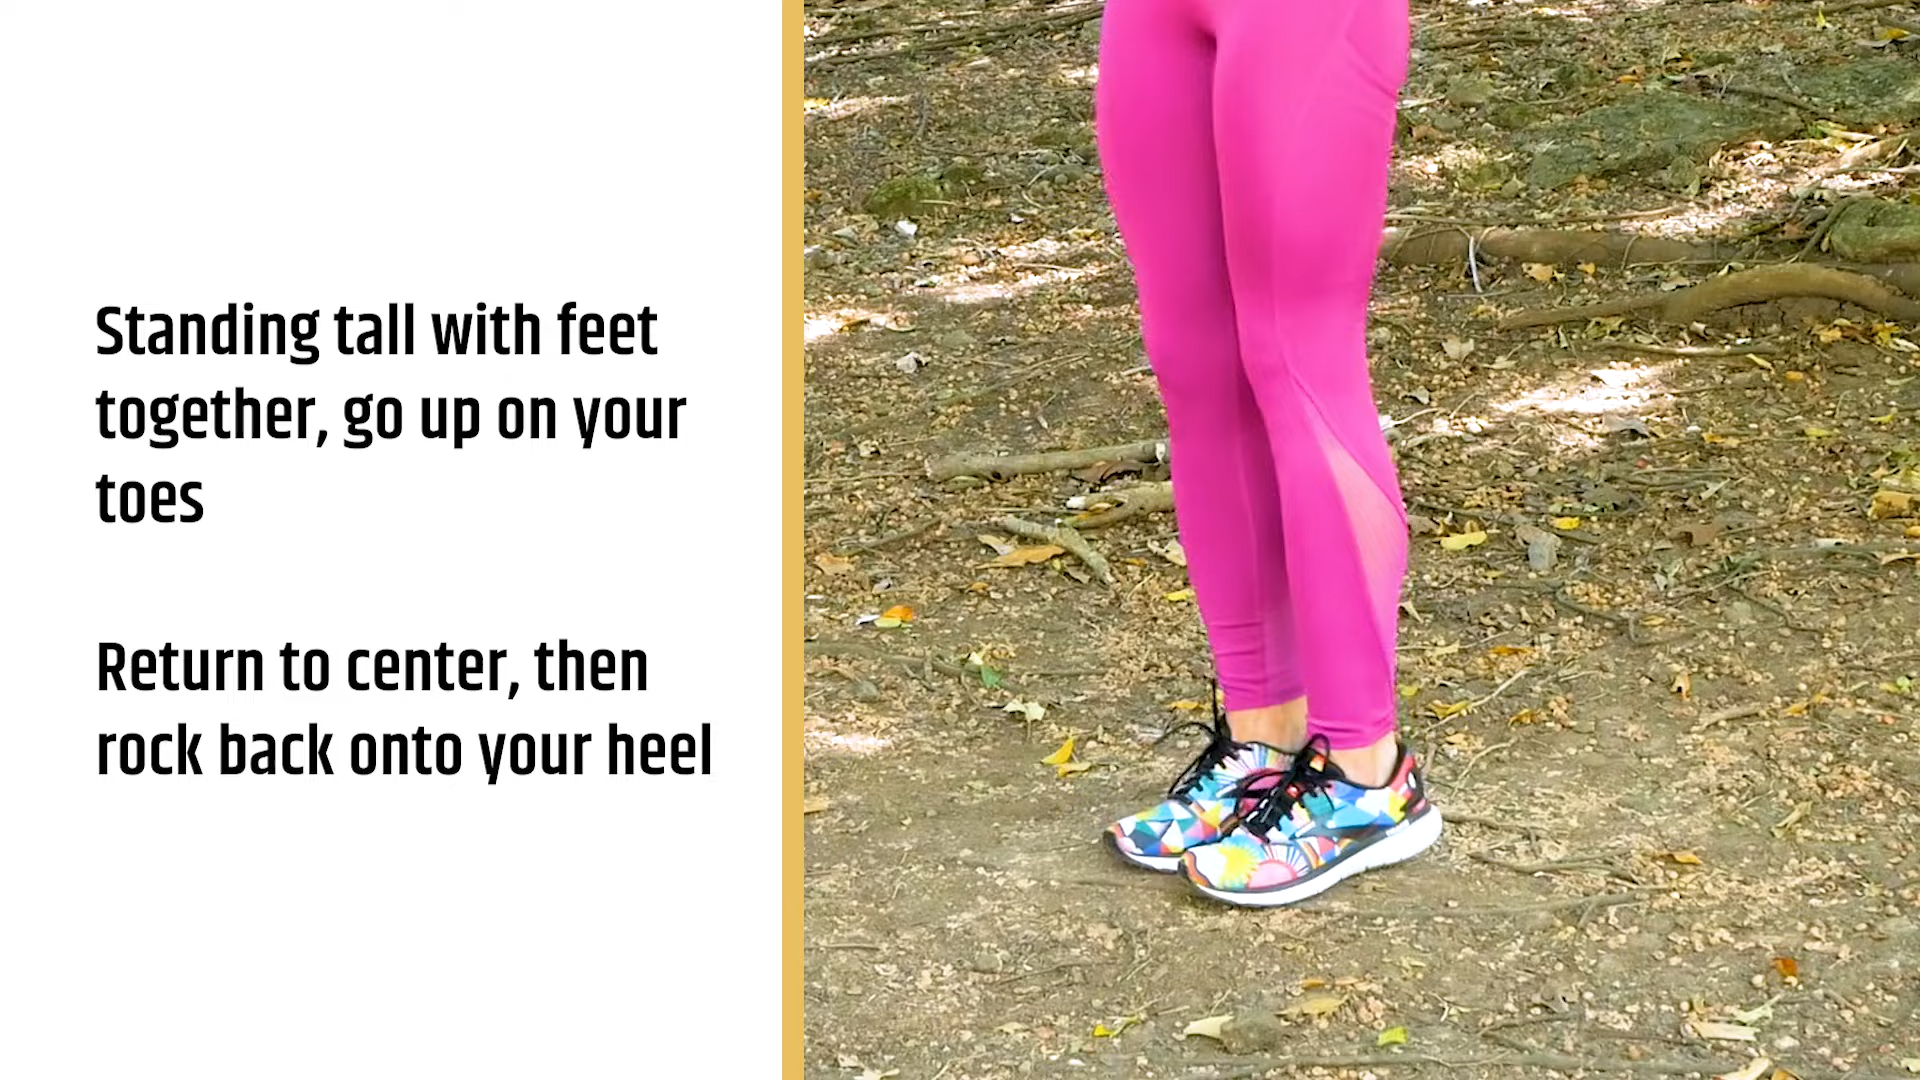 Standing tall with feet
together, go up on your
toes
Return to center, then
rock back onto your heel